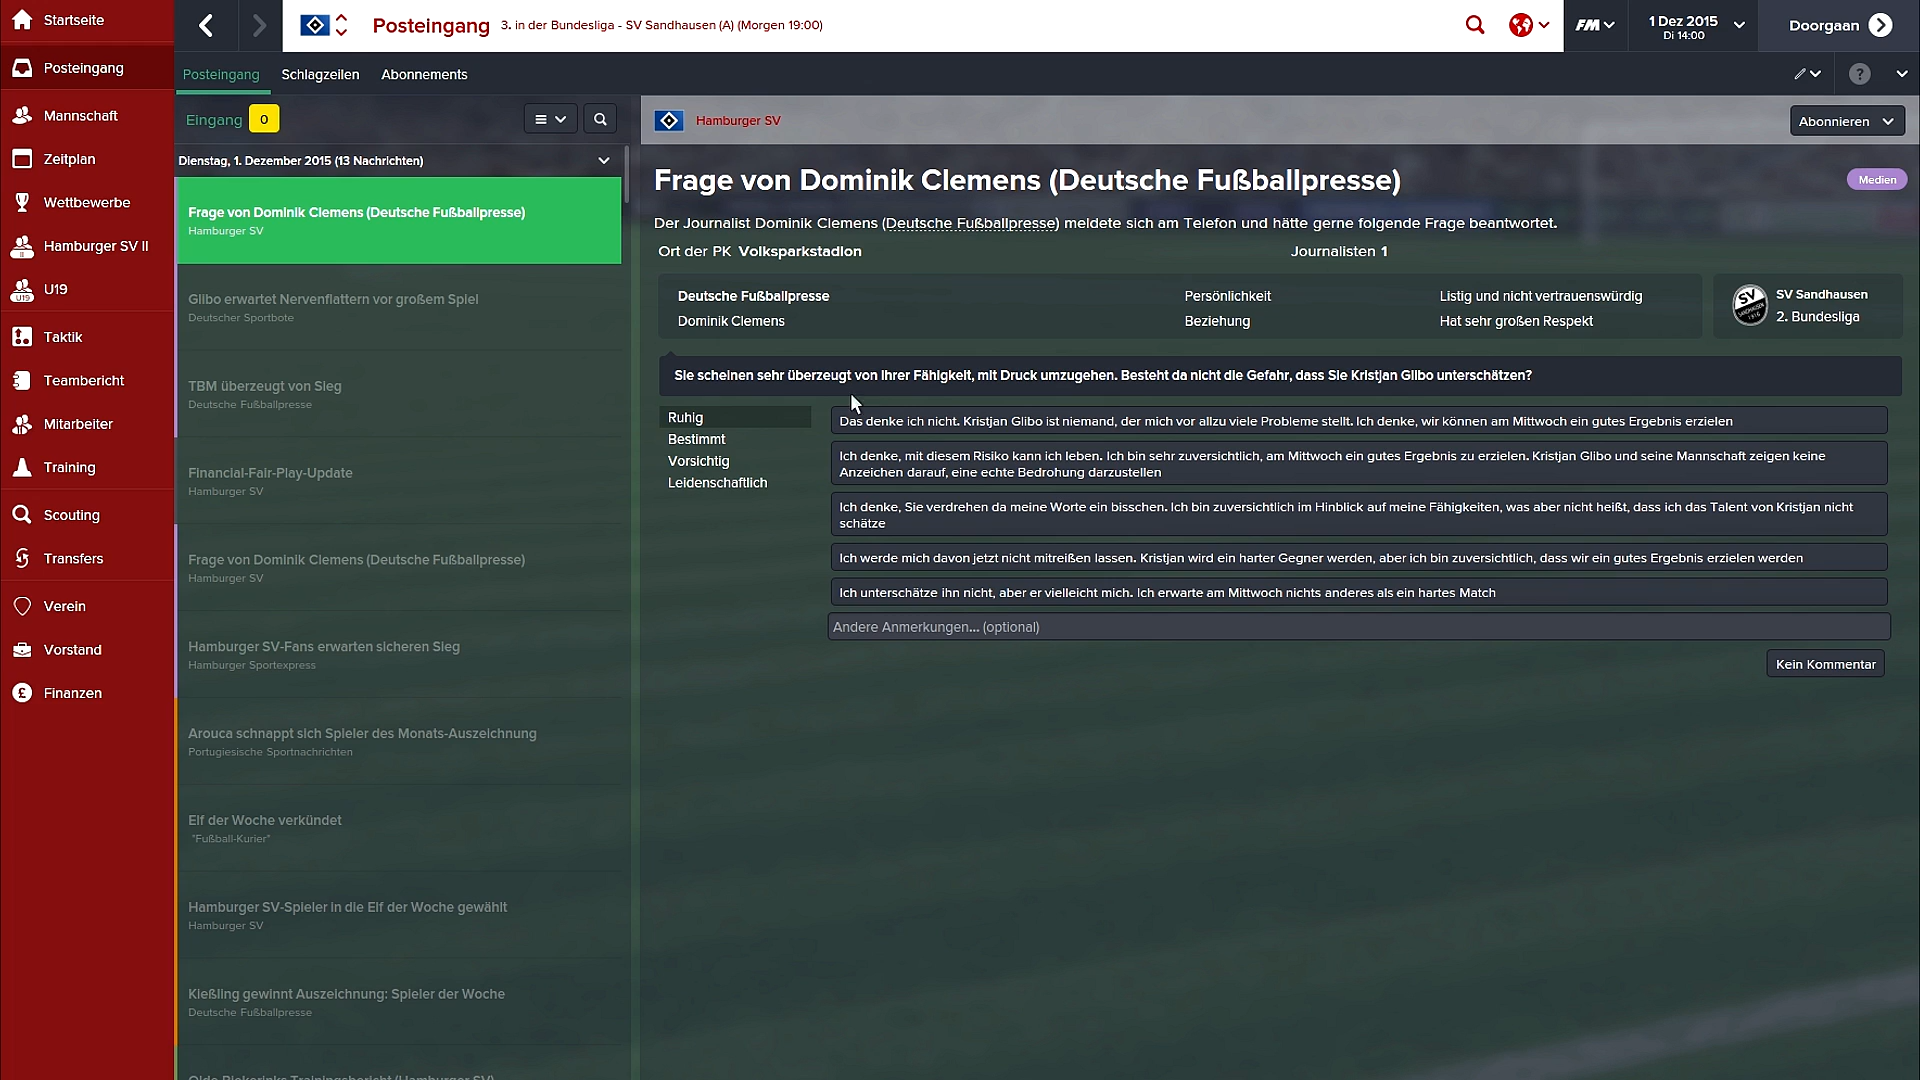 Startseite
Posteingang
Mannschaft
Zeitplan
Wettbewerbe
Hamburger SV II
U19
Taktik
Teambericht
Mitarbeiter
Training
Scouting
Transfers
Verein
Vorstand
Finanzen
Posteingang 3. in der Bundesliga - SV Sandhausen (A) (Morgen 19:00)
FM
1 Dez 2015
Di 14:00
Doorgaan
Posteingang Schlagzeilen Abonnements
?
Eingang 0
Dienstag, 1. Dezember 2015 (13 Nachrichten)
Frage von Dominik Clemens (Deutsche Fußballpresse)
Hamburger SV
Glibo erwartet Nervenflattern vor großem Spiel
Deutscher Sportbote
TBM überzeugt von Sieg
Deutsche Fußballpresse
Financial-Fair-Play-Update
Hamburger SV
Frage von Dominik Clemens (Deutsche Fußballpresse)
Hamburger SV
Hamburger SV-Fans erwarten sicheren Sieg
Hamburger Sportexpress
Arouca schnappt sich Spieler des Monats-Auszeichnung
Portugiesische Sportnachrichten
Elf der Woche verkündet
"Fußball-Kurier"
Hamburger SV-Spieler in die Elf der Woche gewählt
Hamburger SV
Kießling gewinnt Auszeichnung: Spieler der Woche
Deutsche Fußballpresse
Hamburger SV
Abonnieren
Frage von Dominik Clemens (Deutsche Fußballpresse)
Medien
Der Journalist Dominik Clemens (Deutsche Fußballpresse) meldete sich am Telefon und hätte gerne folgende Frage beantwortet.
Ort der PK Volksparkstadion Journalisten 1
Deutsche Fußballpresse Persönlichkeit Listig und nicht vertrauenswürdig
Dominik Clemens Beziehung Hat sehr großen Respekt
SV Sandhausen
2. Bundesliga
Sie scheinen sehr überzeugt von Ihrer Fähigkeit, mit Druck umzugehen. Besteht da nicht die Gefahr, dass Sie Kristjan Glibo unterschätzen?
Ruhig
Bestimmt
Vorsichtig
Leidenschaftlich
Das denke ich nicht. Kristjan Glibo ist niemand, der mich vor allzu viele Probleme stellt. Ich denke, wir können am Mittwoch ein gutes Ergebnis erzielen
Ich denke, mit diesem Risiko kann ich leben. Ich bin sehr zuversichtlich, am Mittwoch ein gutes Ergebnis zu erzielen. Kristjan Glibo und seine Mannschaft zeigen keine
Anzeichen darauf, eine echte Bedrohung darzustellen
Ich denke, Sie verdrehen da meine Worte ein bisschen. Ich bin zuversichtlich im Hinblick auf meine Fähigkeiten, was aber nicht heißt, dass ich das Talent von Kristjan nicht
schätze
Ich werde mich davon jetzt nicht mitreißen lassen. Kristjan wird ein harter Gegner werden, aber ich bin zuversichtlich, dass wir ein gutes Ergebnis erzielen werden
Ich unterschätze ihn nicht, aber er vielleicht mich. Ich erwarte am Mittwoch nichts anderes als ein hartes Match
Andere Anmerkungen... (optional)
Kein Kommentar